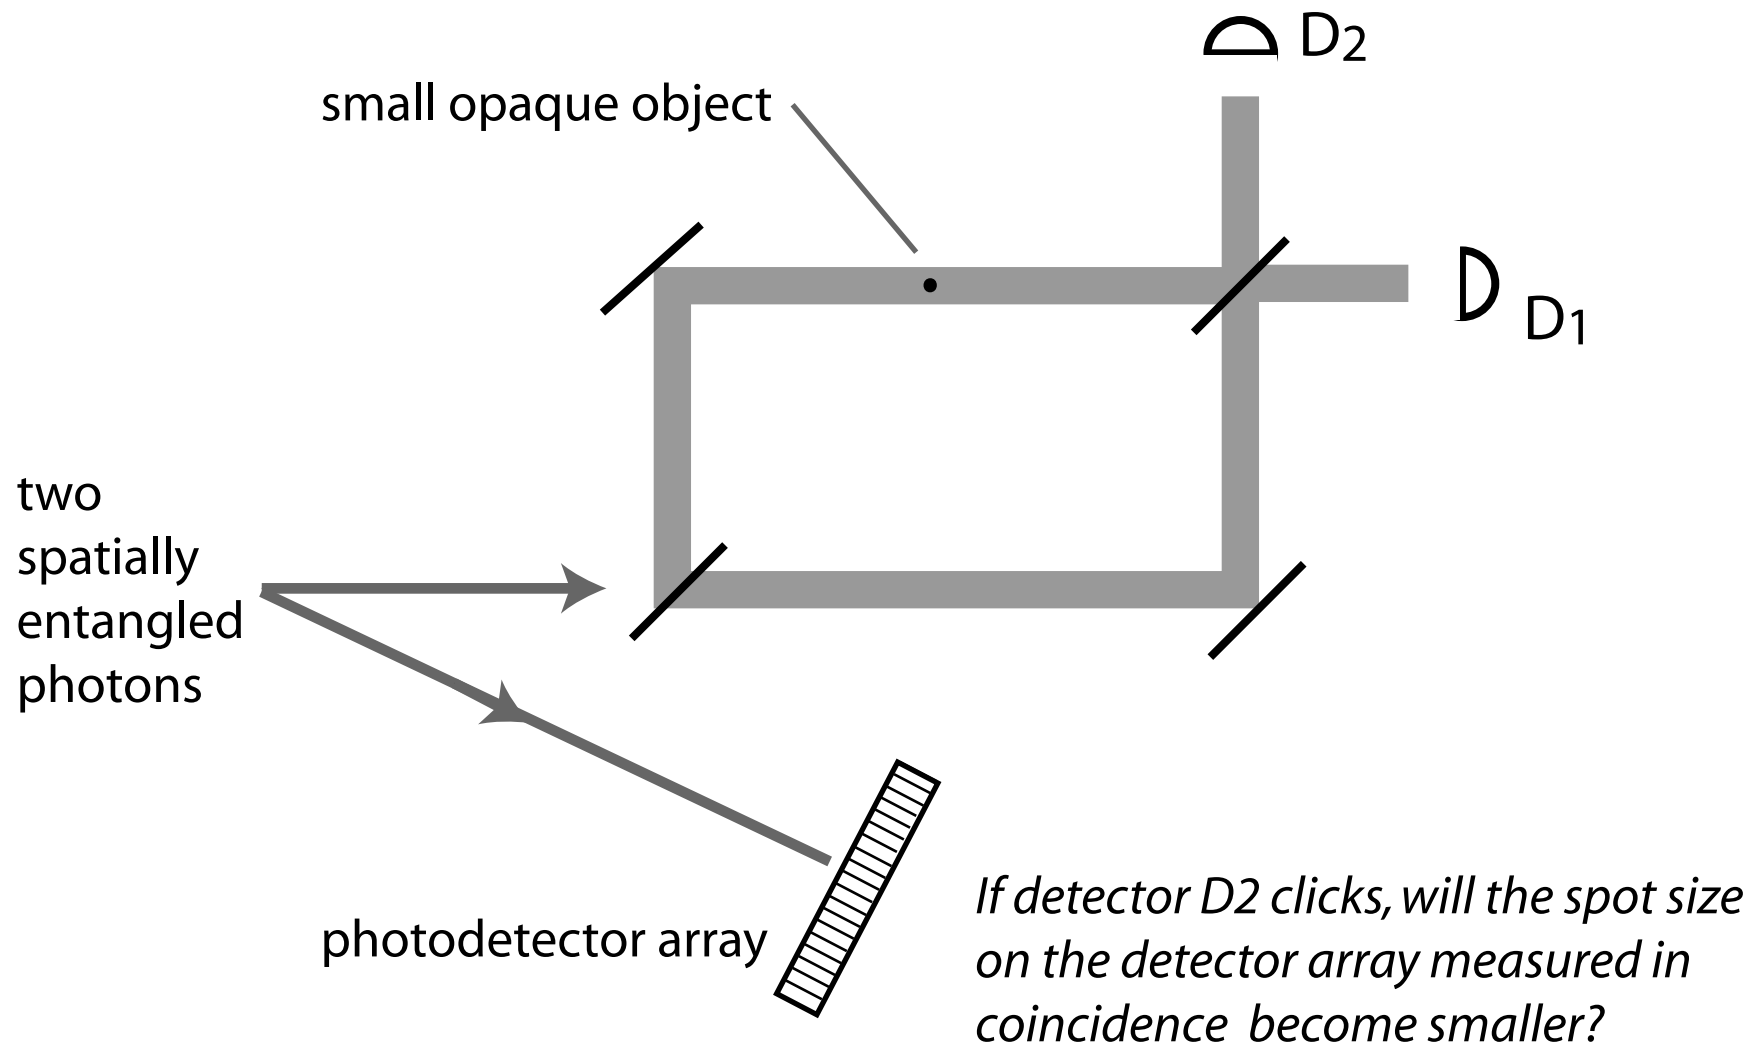 D2
small opaque object
D1
two
spatially
entangled
photons
photodetector array
If detector D2 clicks, will the spot size
on the detector array measured in
coincidence become smaller?